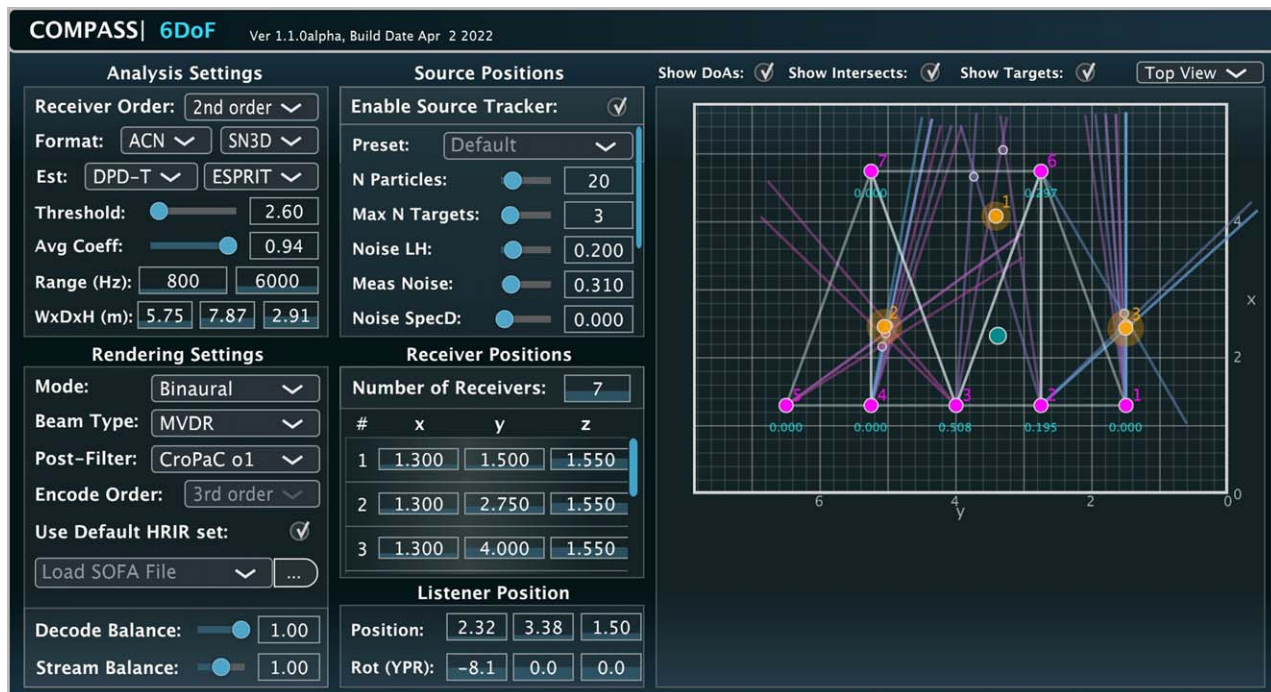 COMPASS| 6DoF Ver 1.1.0alpha, Build Date Apr 2 2022
Analysis Settings
Receiver Order: 2nd order
Format: ACN SN3D
Est: DPD-T ESPRIT
Threshold: 2.60
Avg Coeff: 0.94
Range (Hz): 800 6000
WxDxH (m): 5.75 7.87 2.91
Rendering Settings
Mode: Binaural
Beam Type: MVDR
Post-Filter: CroPaC o1
Encode Order: 3rd order
Use Default HRIR set:
Load SOFA File ...
Decode Balance: 1.00
Stream Balance: 1.00
Source Positions
Enable Source Tracker:
Preset: Default
N Particles: 20
Max N Targets: 3
Noise LH: 0.200
Meas Noise: 0.310
Noise SpecD: 0.000
Receiver Positions
Number of Receivers: 7
# x y z
1 1.300 1.500 1.550
2 1.300 2.750 1.550
3 1.300 4.000 1.550
Listener Position
Position: 2.32 3.38 1.50
Rot (YPR): -8.1 0.0 0.0
Show DoAs: Show Intersects: Show Targets: Top View
7 6
0.000 0.297
1
4
x
2 3
2
5 4 3 2 1
0.000 0.000 0.508 0.195 0.000
6 4 2 0 0
y